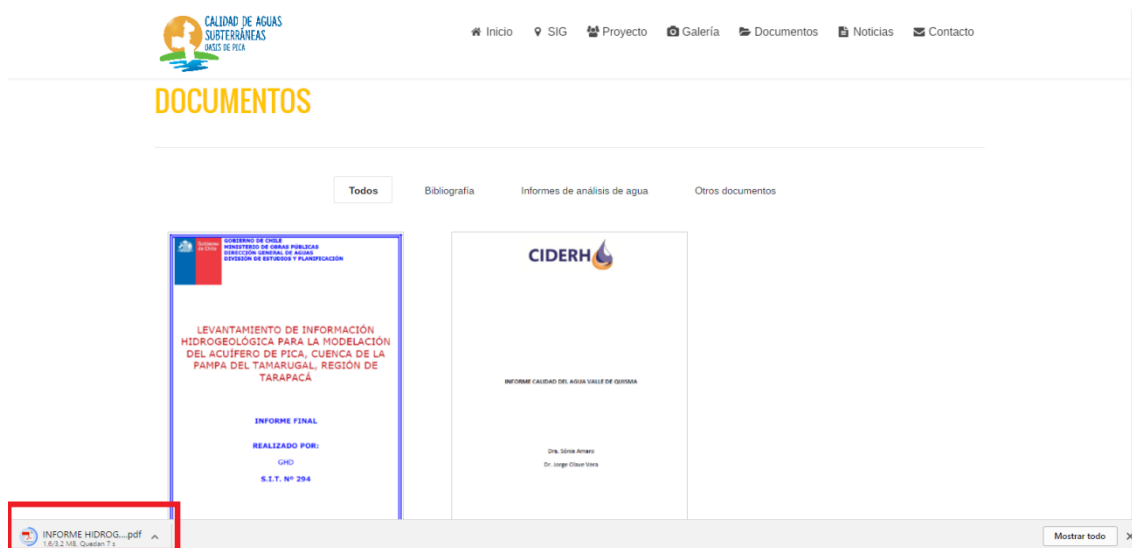 CALIDAD DE AGUAS
SUBTERRÁNEAS
OASIS DE PICA
Inicio SIG Proyecto Galería Documentos Noticias Contacto
DOCUMENTOS
Todos Bibliografía Informes de análisis de agua Otros documentos
Gobierno
de Chile
GOBIERNO DE CHILE
MINISTERIO DE OBRAS PÚBLICAS
DIRECCIÓN GENERAL DE AGUAS
DIVISIÓN DE ESTUDIOS Y PLANIFICACIÓN
LEVANTAMIENTO DE INFORMACIÓN
HIDROGEOLÓGICA PARA LA MODELACIÓN
DEL ACUÍFERO DE PICA, CUENCA DE LA
PAMPA DEL TAMARUGAL, REGIÓN DE
TARAPACÁ
INFORME FINAL
REALIZADO POR:
GHD
S.I.T. Nº 294
CIDERH
INFORME CALIDAD DEL AGUA VALLE DE QUISMA
Dra. Elinne Amaro
Dr. Jorge Olave Vera
INFORME HIDROG....pdf
1,6/3,2 MB, Quedan 7 s
Mostrar todo